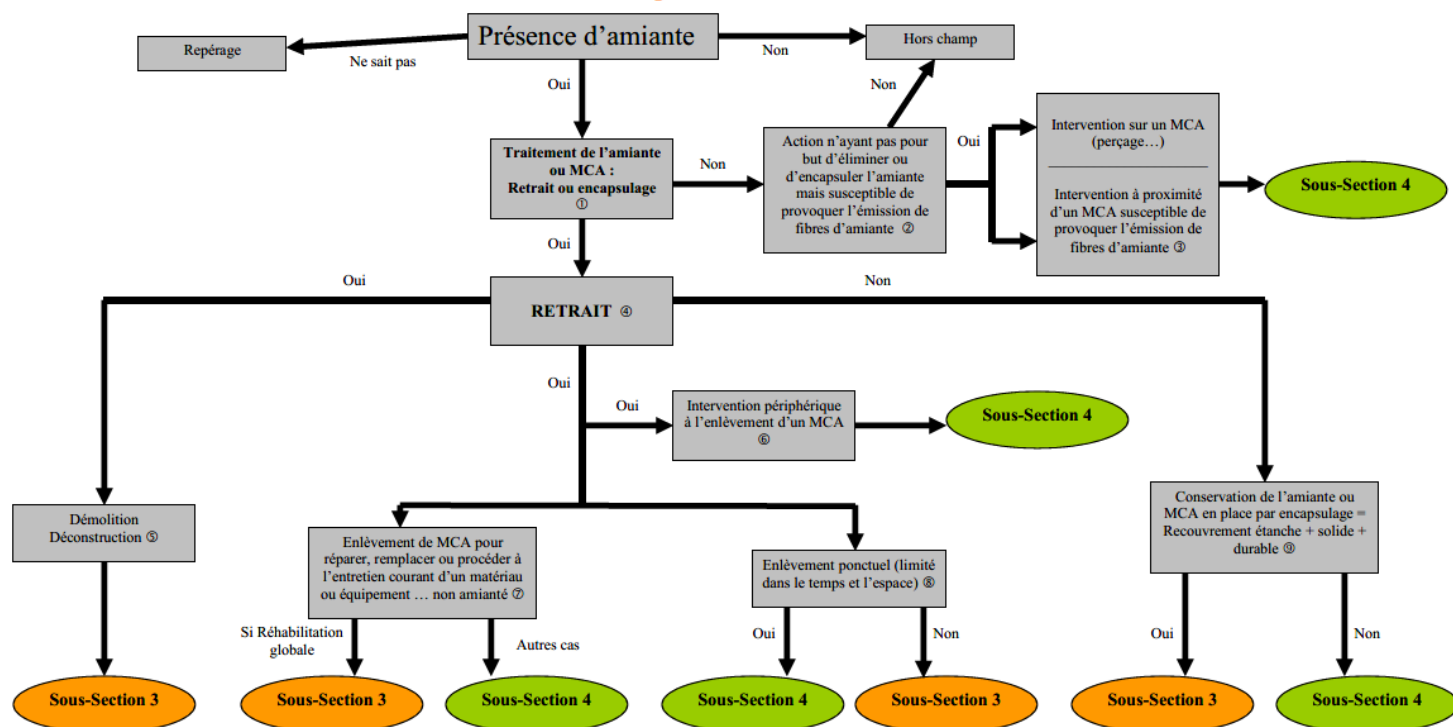 Présence d’amiante
Repérage
Ne sait pas
Non
Hors champ
Oui
Non
Traitement de l’amiante
ou MCA :
Retrait ou encapsulage
①
Non
Action n’ayant pas pour
but d’éliminer ou
d’encapsuler l’amiante
mais susceptible de
provoquer l’émission de
fibres d’amiante ②
Oui
Intervention sur un MCA
(perçage…)
Intervention à proximité
d’un MCA susceptible de
provoquer l’émission de
fibres d’amiante ③
Sous-Section 4
Oui
Oui
RETRAIT ④
Non
Oui
Oui
Intervention périphérique
à l’enlèvement d’un MCA
⑥
Sous-Section 4
Démolition
Déconstruction ⑤
Enlèvement de MCA pour
réparer, remplacer ou procéder à
l’entretien courant d’un matériau
ou équipement … non amianté ⑦
Enlèvement ponctuel (limité
dans le temps et l’espace) ⑧
Conservation de l’amiante ou
MCA en place par encapsulage =
Recouvrement étanche + solide +
durable ⑨
Si Réhabilitation
globale
Autres cas
Oui
Non
Oui
Non
Sous-Section 3
Sous-Section 3
Sous-Section 4
Sous-Section 4
Sous-Section 3
Sous-Section 3
Sous-Section 4